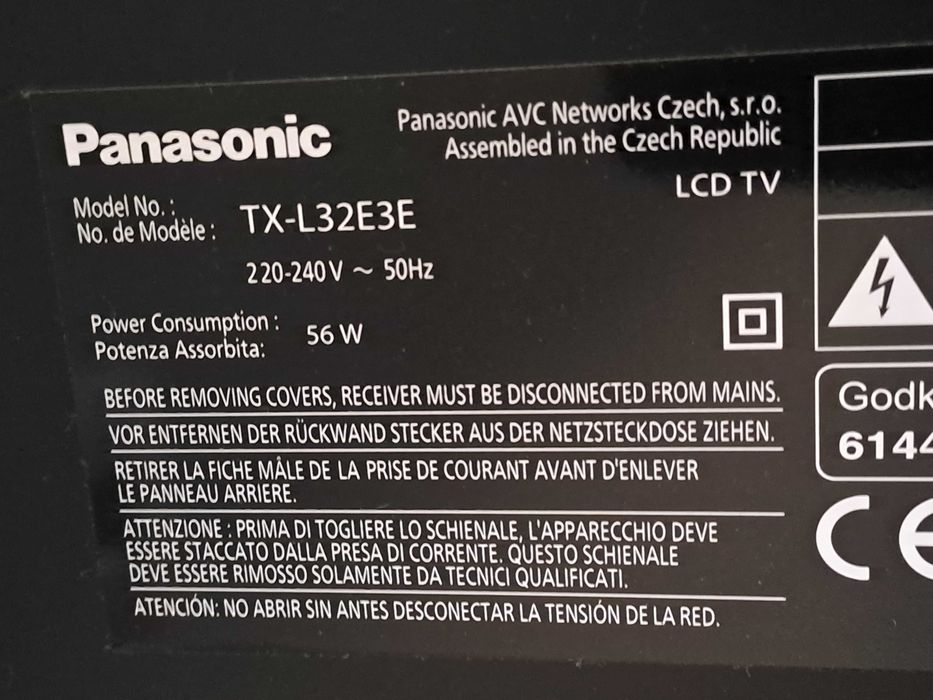 Panasonic
Panasonic AVC Networks Czech, s.r.o.
Assembled in the Czech Republic
LCD TV
Model No. :
No. de Modèle : TX-L32E3E
220-240V ~ 50Hz
Power Consumption :
Potenza Assorbita: 56 W
BEFORE REMOVING COVERS, RECEIVER MUST BE DISCONNECTED FROM MAINS.
VOR ENTFERNEN DER RÜCKWAND STECKER AUS DER NETZSTECKDOSE ZIEHEN.
RETIRER LA FICHE MÂLE DE LA PRISE DE COURANT AVANT D'ENLEVER
LE PANNEAU ARRIERE.
ATTENZIONE : PRIMA DI TOGLIERE LO SCHIENALE, L'APPARECCHIO DEVE
ESSERE STACCATO DALLA PRESA DI CORRENTE. QUESTO SCHIENALE
DEVE ESSERE RIMOSSO SOLAMENTE DA TECNICI QUALIFICATI.
ATENCIÓN: NO ABRIR SIN ANTES DESCONECTAR LA TENSIÓN DE LA RED.
Godk
6144
CE